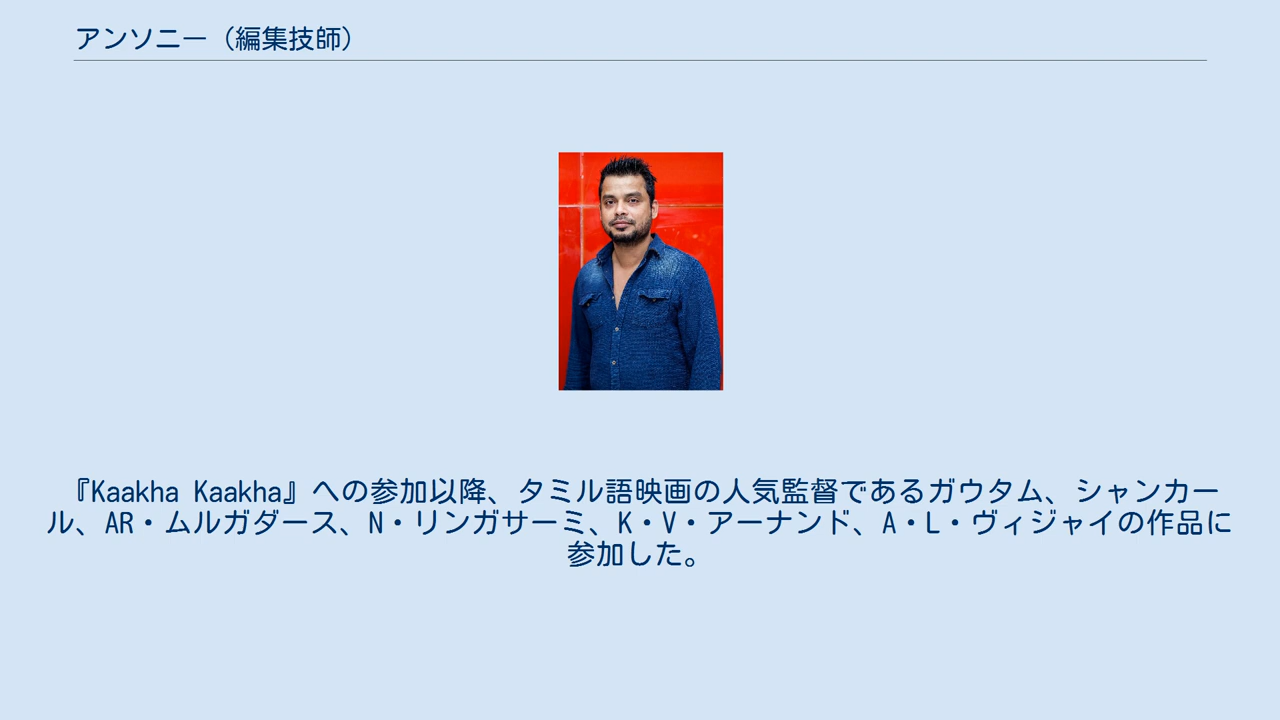 アンソニー（編集技師）
『Kaakha Kaakha』への参加以降、タミル語映画の人気監督であるガウタム、シャンカー
ル、AR・ムルガダース、N・リンガサーミ、K・V・アーナンド、A・L・ヴィジャイの作品に
参加した。